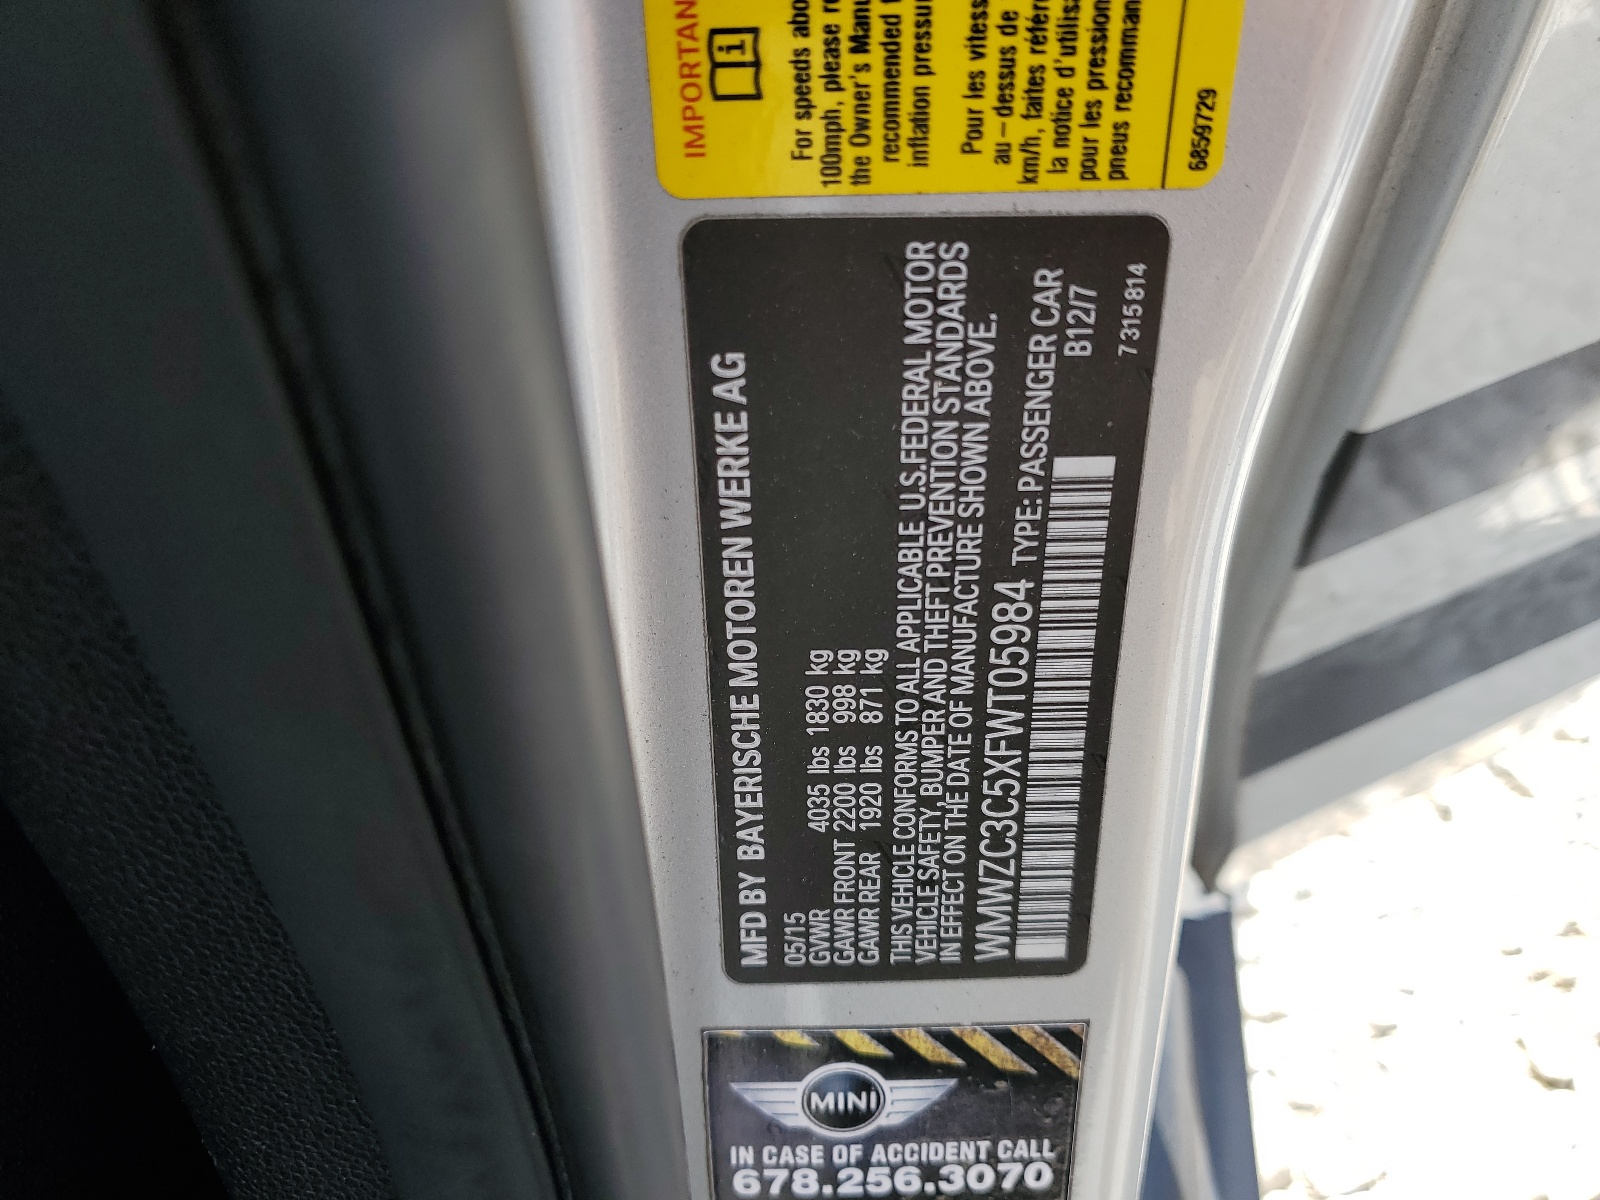 MFD BY BAYERISCHE MOTOREN WERKE AG
05/15
GVWR 4035 lbs 1830 kg
GAWR FRONT 2200 lbs 998 kg
GAWR REAR 1920 lbs 871 kg
THIS VEHICLE CONFORMS TO ALL APPLICABLE U.S.FEDERAL MOTOR
VEHICLE SAFETY, BUMPER AND THEFT PREVENTION STANDARDS
IN EFFECT ON THE DATE OF MANUFACTURE SHOWN ABOVE.
WMWZC3C5XFWT05984 TYPE: PASSENGER CAR
B12/7
7315814
MINI
IN CASE OF ACCIDENT CALL
678.256.3070
IMPORTAN
i
For speeds abo
100mph, please re
the Owner's Manu
recommended
inflation pressur
Pour les vitess
au-dessus de
km/h, faites référ
la notice d'utilisa
pour les pression
pneus recomman
6859729